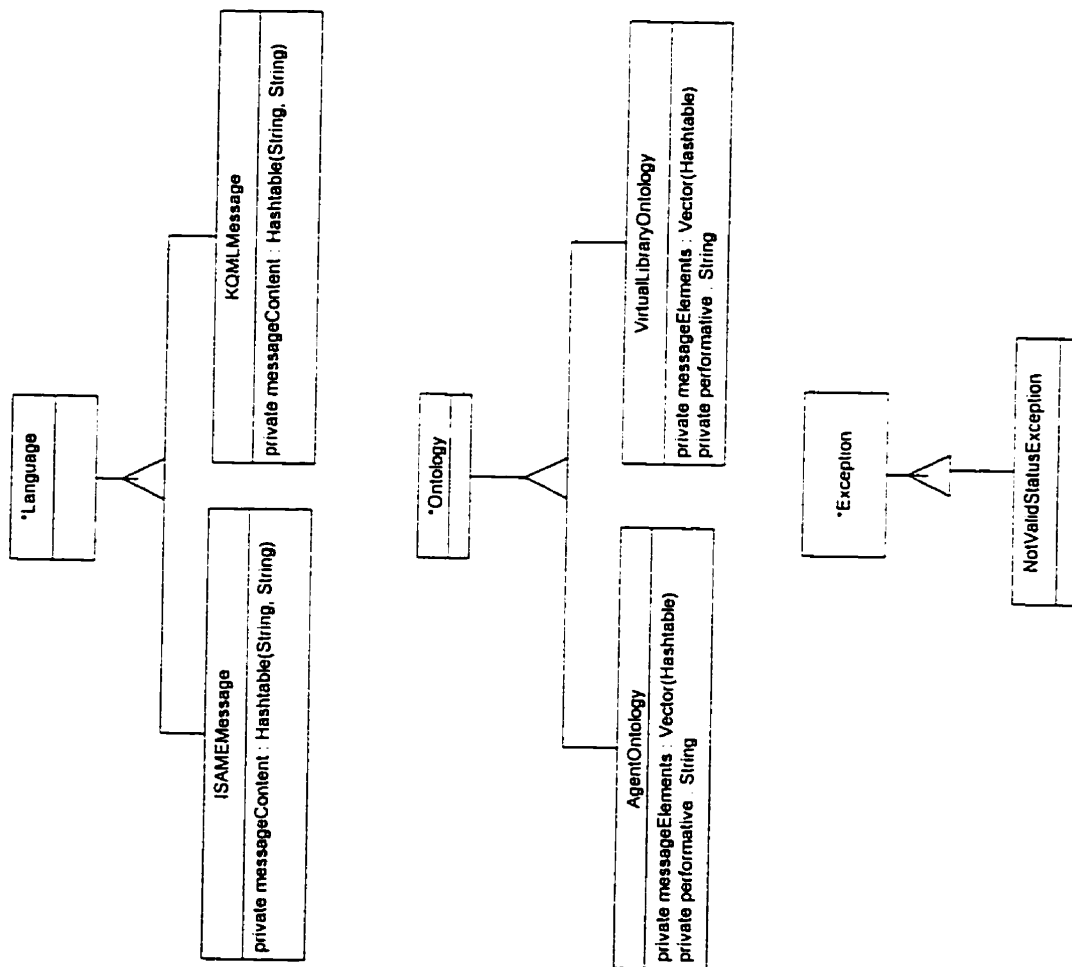 *Language
ISAMEMessage
private messageContent : Hashtable(String, String)
KQMLMessage
private messageContent : Hashtable(String, String)
*Ontology
AgentOntology
private messageElements : Vector(Hashtable)
private performative . String
VirtualLibraryOntology
private messageElements : Vector(Hashtable)
private performative . String
*Exception
NotValidStatusException